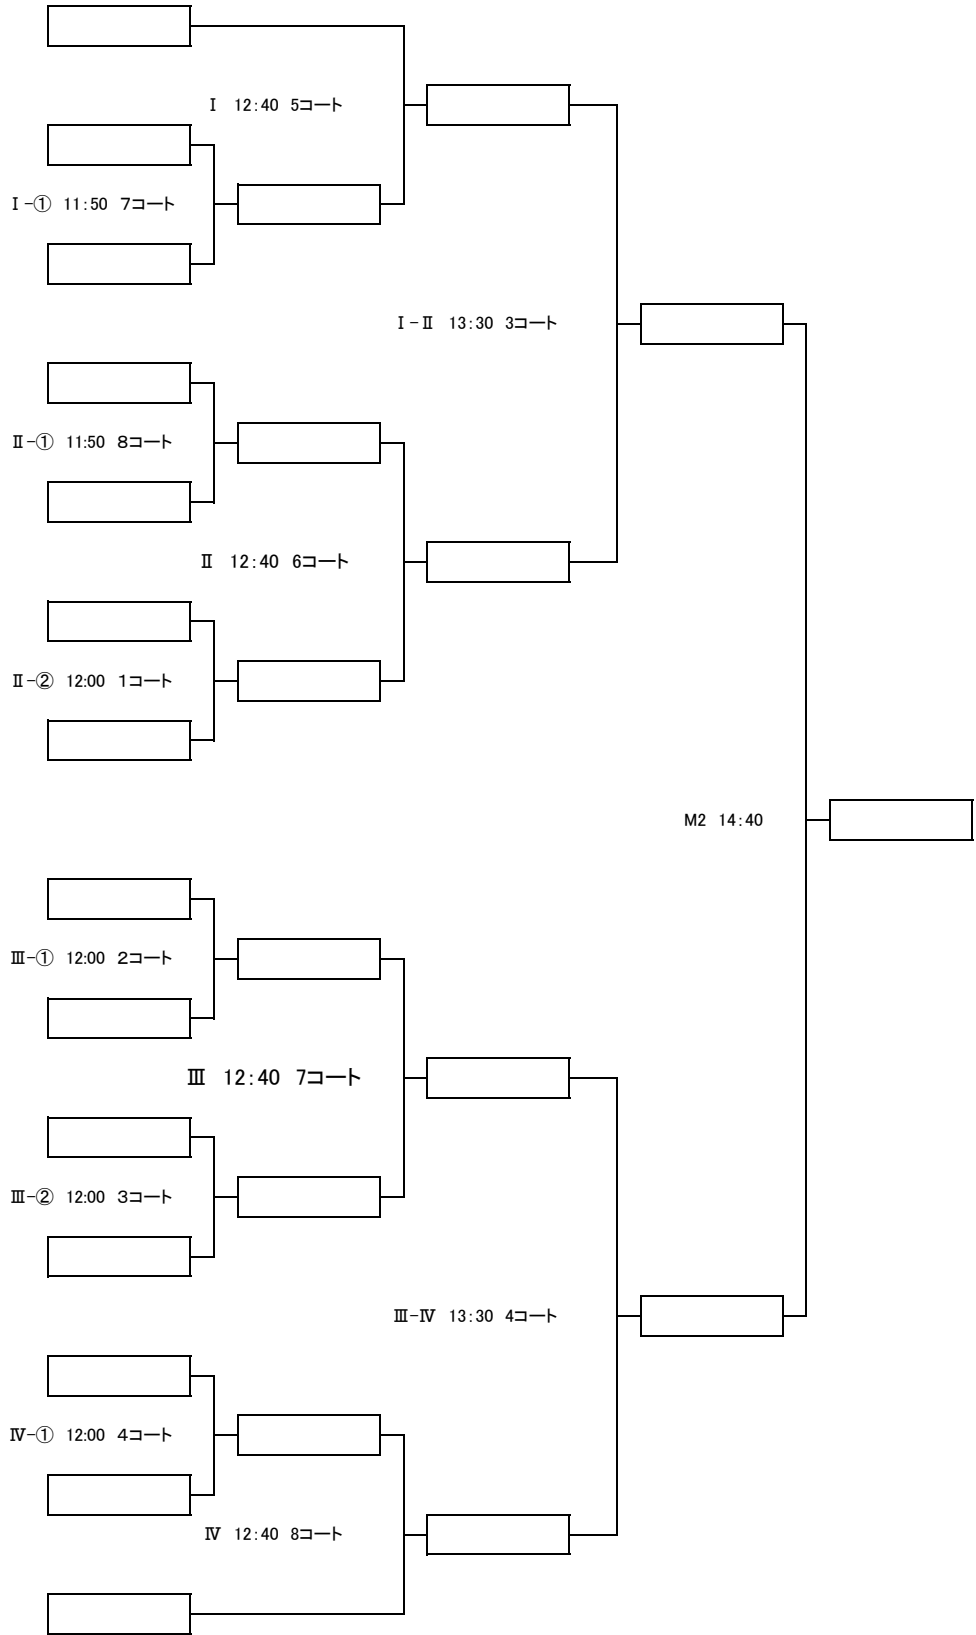 Ⅰ 12:40 5コート
Ⅰ-① 11:50 7コート
Ⅰ-Ⅱ 13:30 3コート
Ⅱ-① 11:50 8コート
Ⅱ 12:40 6コート
Ⅱ-② 12:00 1コート
M2 14:40
Ⅲ-① 12:00 2コート
Ⅲ 12:40 7コート
Ⅲ-② 12:00 3コート
Ⅲ-Ⅳ 13:30 4コート
Ⅳ-① 12:00 4コート
Ⅳ 12:40 8コート